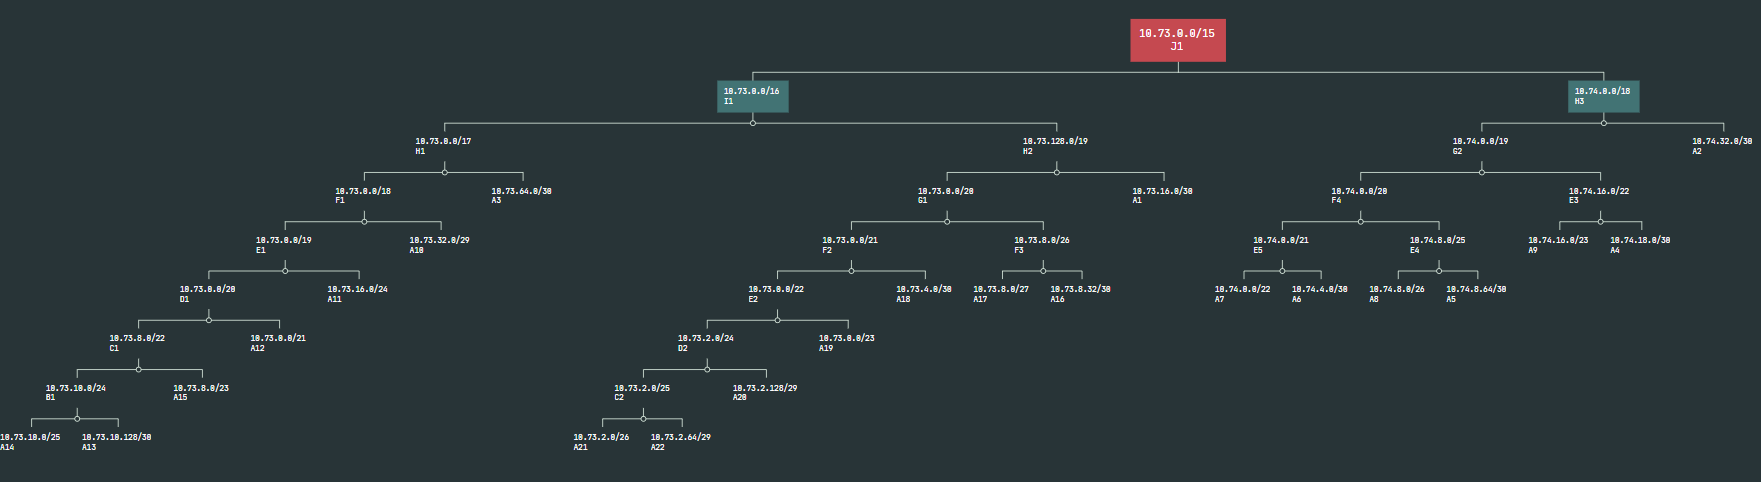 10.73.0.0/15
J1
10.73.0.0/16
I1
10.74.0.0/18
H3
10.73.0.0/17
H1
10.73.128.0/19
H2
10.74.0.0/19
G2
10.74.32.0/30
A2
10.73.0.0/18
F1
10.73.64.0/30
A3
10.73.0.0/20
G1
10.73.16.0/30
A1
10.74.0.0/20
F4
10.74.16.0/22
E3
10.73.0.0/19
E1
10.73.32.0/29
A10
10.73.0.0/21
F2
10.73.8.0/26
F3
10.74.0.0/21
E5
10.74.8.0/25
E4
10.74.16.0/23
A9
10.74.18.0/30
A4
10.73.0.0/20
D1
10.73.16.0/24
A11
10.73.0.0/22
E2
10.73.4.0/30
A18
10.73.8.0/27
A17
10.73.8.32/30
A16
10.74.0.0/22
A7
10.74.4.0/30
A6
10.74.8.0/26
A8
10.74.8.64/30
A5
10.73.8.0/22
C1
10.73.0.0/21
A12
10.73.2.0/24
D2
10.73.0.0/23
A19
10.73.10.0/24
B1
10.73.8.0/23
A15
10.73.2.0/25
C2
10.73.2.128/29
A20
10.73.10.0/25
A14
10.73.10.128/30
A13
10.73.2.0/26
A21
10.73.2.64/29
A22